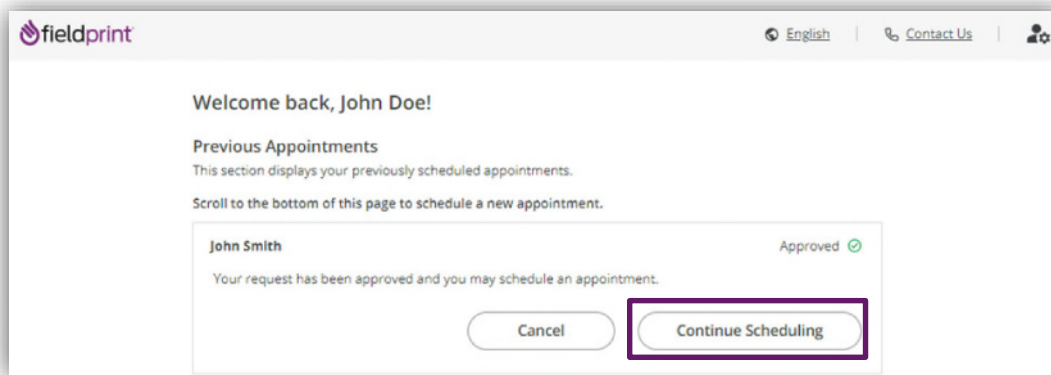 fieldprint
English | Contact Us |
Welcome back, John Doe!
Previous Appointments
This section displays your previously scheduled appointments.
Scroll to the bottom of this page to schedule a new appointment.
John Smith Approved
Your request has been approved and you may schedule an appointment.
Cancel Continue Scheduling